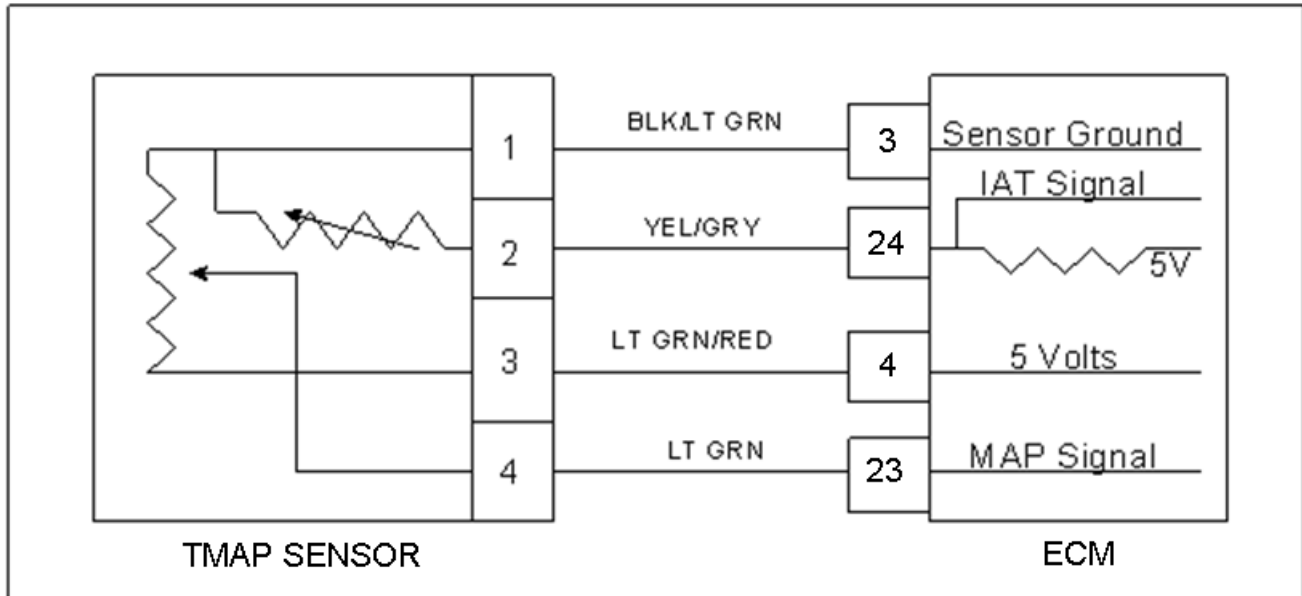 1 BLK/LT GRN 3 Sensor Ground
IAT Signal
2 YEL/GRY 24 5V
3 LT GRN/RED 4 5 Volts
4 LT GRN 23 MAP Signal
TMAP SENSOR ECM